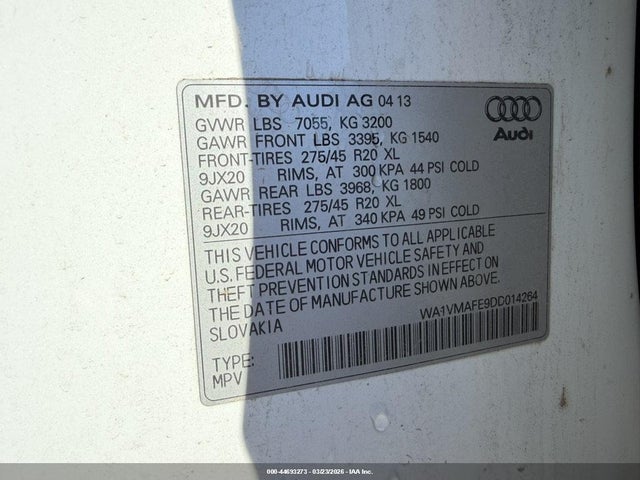 MFD. BY AUDI AG 04 13
GVWR LBS 7055, KG 3200
GAWR FRONT LBS 3395, KG 1540
FRONT-TIRES 275/45 R20 XL
9JX20 RIMS, AT 300 KPA 44 PSI COLD
GAWR REAR LBS 3968, KG 1800
REAR-TIRES 275/45 R20 XL
9JX20 RIMS, AT 340 KPA 49 PSI COLD
Audi
THIS VEHICLE CONFORMS TO ALL APPLICABLE
U.S. FEDERAL MOTOR VEHICLE SAFETY AND
THEFT PREVENTION STANDARDS IN EFFECT ON
THE DATE OF MANUFACTURE SHOWN ABOVE.
SLOVAKIA
WA1VMAFE9DD014264
TYPE:
MPV
000-44693273 - 03/23/2026 - IAA Inc.